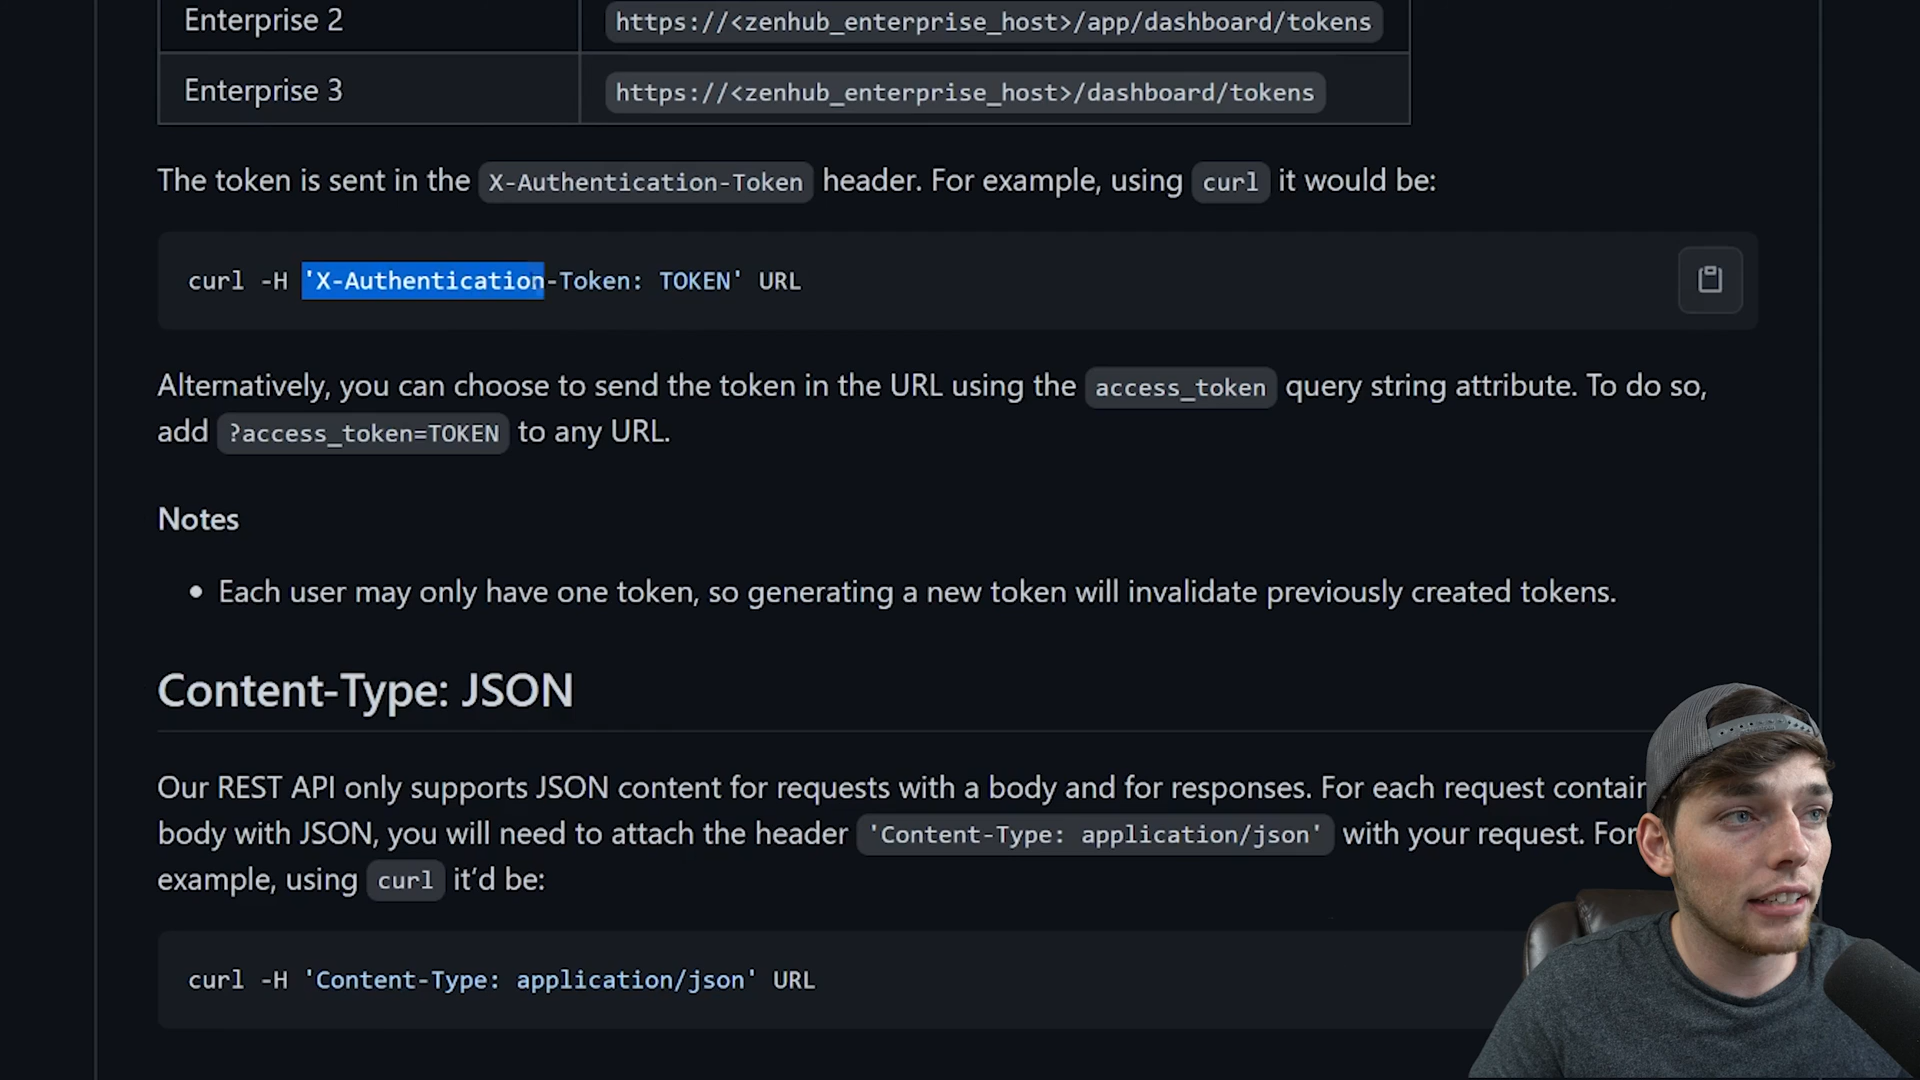 Enterprise 2
https://<zenhub_enterprise_host>/app/dashboard/tokens
Enterprise 3
https://<zenhub_enterprise_host>/dashboard/tokens
The token is sent in the X-Authentication-Token header. For example, using curl it would be:
curl -H 'X-Authentication-Token: TOKEN' URL
Alternatively, you can choose to send the token in the URL using the access_token query string attribute. To do so,
add ?access_token=TOKEN to any URL.
Notes
• Each user may only have one token, so generating a new token will invalidate previously created tokens.
Content-Type: JSON
Our REST API only supports JSON content for requests with a body and for responses. For each request
body with JSON, you will need to attach the header 'Content-Type: application/json' with your request. For
example, using curl it’d be:
curl -H 'Content-Type: application/json' URL